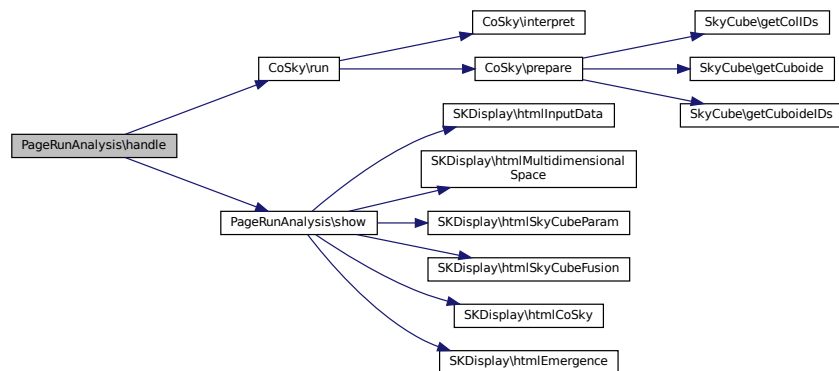 CoSky\interpret
SkyCube\getColIDs
CoSky\run
CoSky\prepare
SkyCube\getCuboide
SKDisplay\htmlInputData
SkyCube\getCuboideIDs
PageRunAnalysis\handle
SKDisplay\htmlMultidimensional
Space
PageRunAnalysis\show
SKDisplay\htmlSkyCubeParam
SKDisplay\htmlSkyCubeFusion
SKDisplay\htmlCoSky
SKDisplay\htmlEmergence